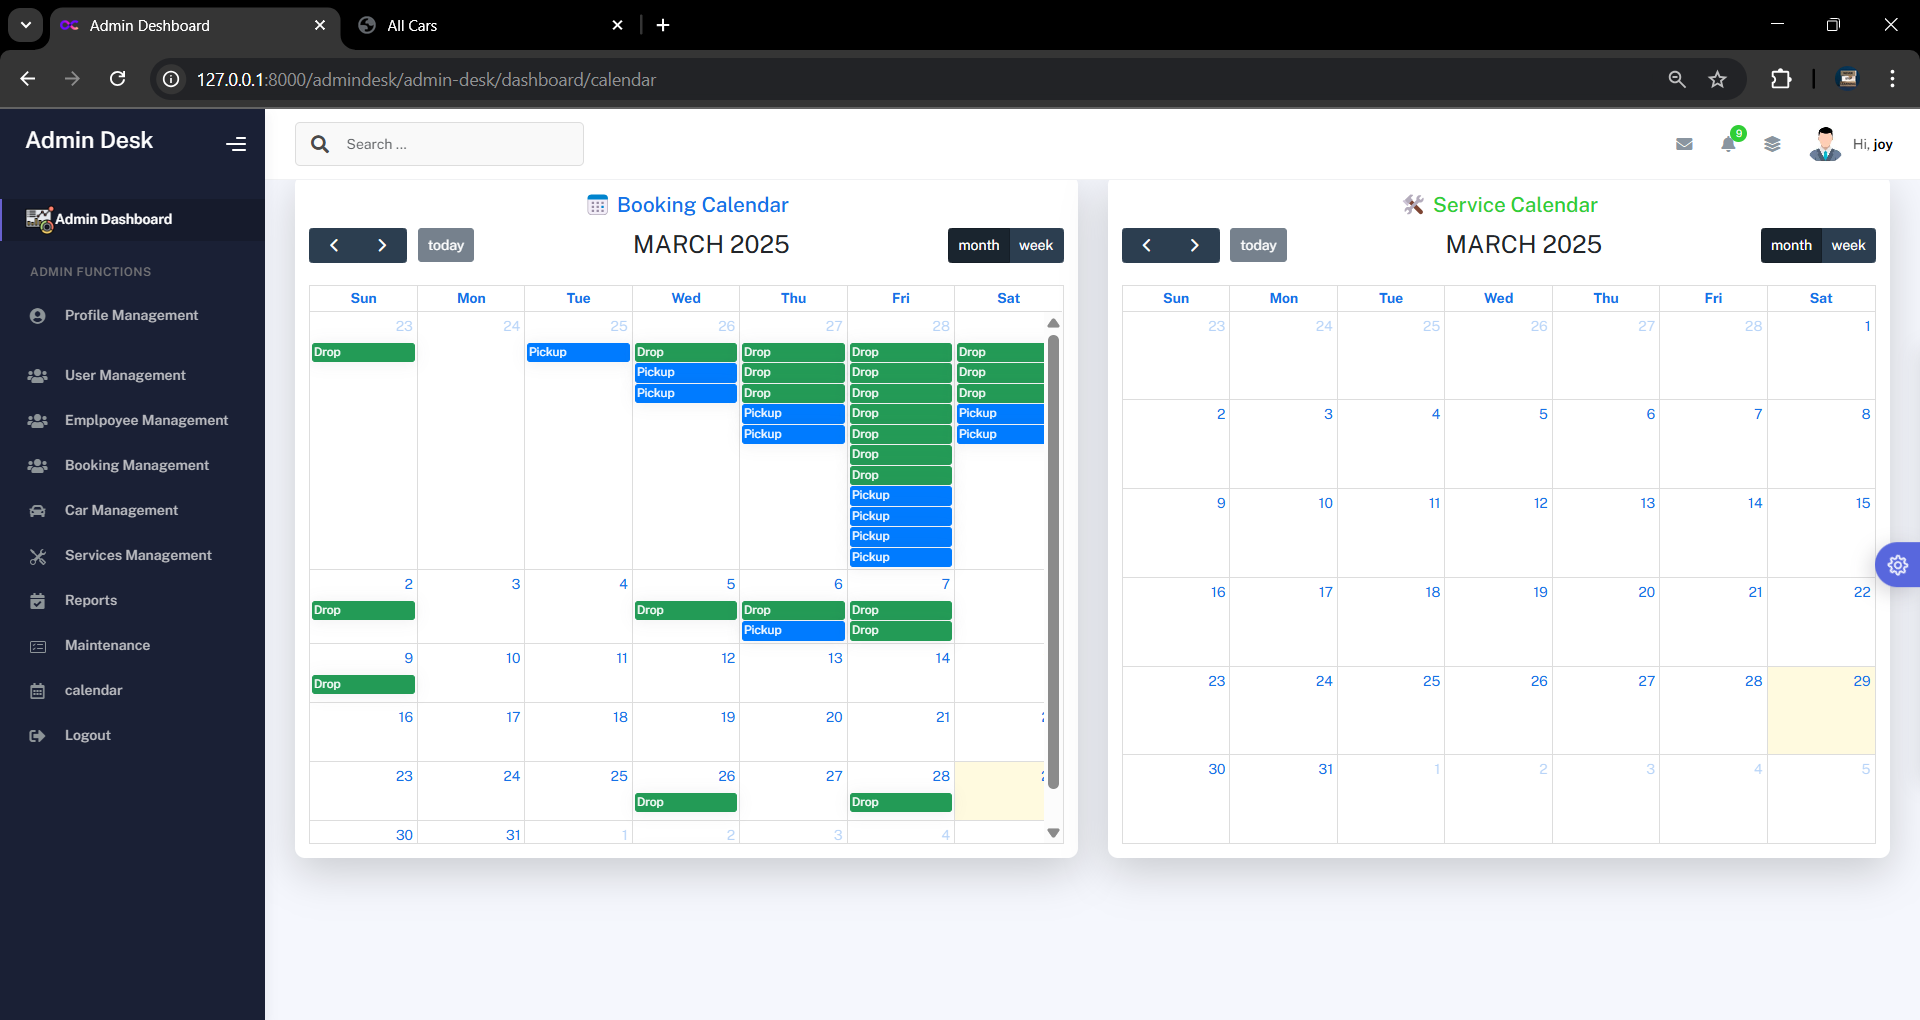 Admin Deshboard
All Cars
127.0.0.1:8000/admindesk/admin-desk/dashboard/calendar
Admin Desk
Search ...
9
Hi, joy
Admin Dashboard
ADMIN FUNCTIONS
Profile Management
User Management
Emplpoyee Management
Booking Management
Car Management
Services Management
Reports
Maintenance
calendar
Logout
Booking Calendar
today
MARCH 2025
month week
Sun Mon Tue Wed Thu Fri Sat
23 24 25 26 27 28
Drop Pickup Drop Drop Drop Drop
Pickup Drop Drop Drop
Pickup Drop Drop Drop
Pickup Drop Pickup
Pickup Drop Pickup
Drop
Drop
Pickup
Pickup
Pickup
Pickup
2 3 4 5 6 7
Drop Drop Drop Drop
Pickup Drop
9 10 11 12 13 14
Drop
16 17 18 19 20 21
23 24 25 26 27 28
Drop Drop
30 31 1 2 3 4
Service Calendar
today
MARCH 2025
month week
Sun Mon Tue Wed Thu Fri Sat
23 24 25 26 27 28 1
2 3 4 5 6 7 8
9 10 11 12 13 14 15
16 17 18 19 20 21 22
23 24 25 26 27 28 29
30 31 1 2 3 4 5